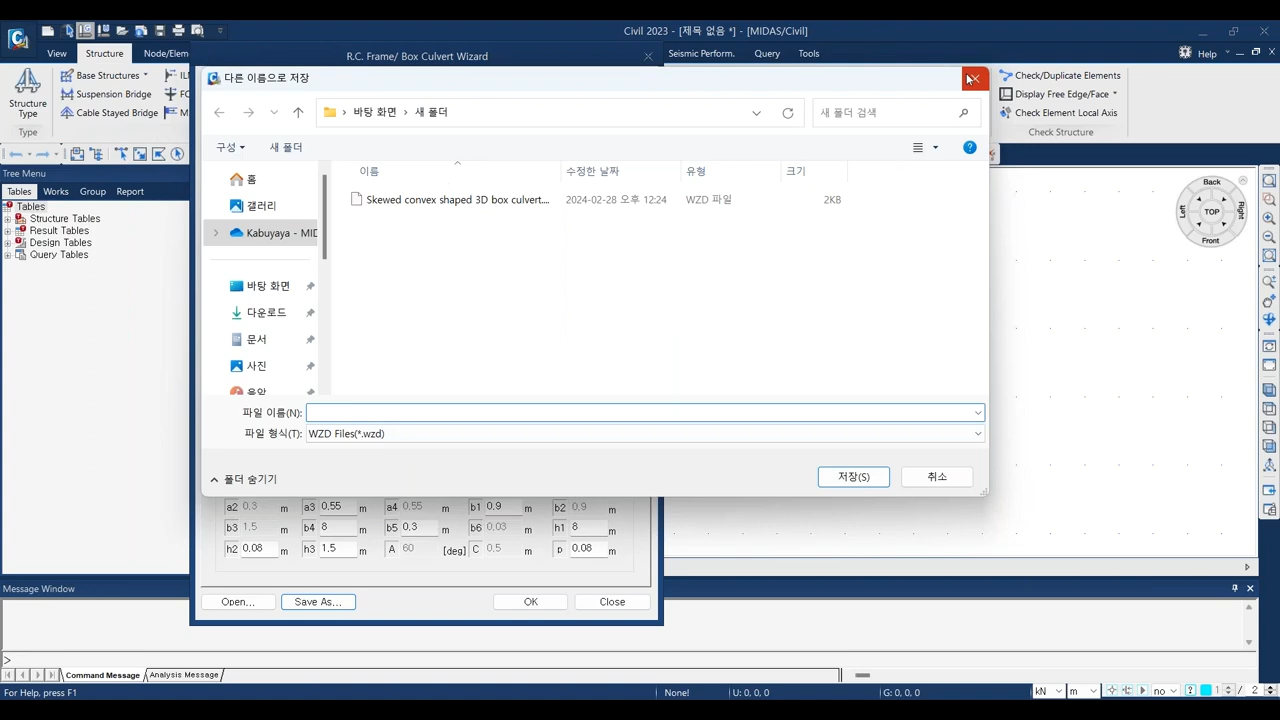 Civil 2023 - [제목 없음 *] - [MIDAS/Civil]
View Structure Node/Elem Seismic Perform. Query Tools Help
R.C. Frame/ Box Culvert Wizard
Structure Type
Base Structures
Suspension Bridge
Cable Stayed Bridge
Type
Check/Duplicate Elements
Display Free Edge/Face
Check Element Local Axis
Check Structure
다른 이름으로 저장
바탕 화면 › 새 폴더
새 폴더 검색
구성 새 폴더
이름 수정한 날짜 유형 크기
Skewed convex shaped 3D box culvert.... 2024-02-28 오후 12:24 WZD 파일 2KB
홈
갤러리
Kabuyaya - MID
바탕 화면
다운로드
문서
사진
음악
파일 이름(N):
파일 형식(T): WZD Files(*.wzd)
폴더 숨기기
저장(S) 취소
Tree Menu
Tables Works Group Report
Tables
Structure Tables
Result Tables
Design Tables
Query Tables
Back
Left TOP Right
Front
a2 0.3 m a3 0.55 m a4 0.55 m b1 0.9 m b2 0.9 m
b3 1.5 m b4 8 m b5 0.3 m b6 0.03 m h1 8 m
h2 0.08 m h3 1.5 m A 60 [deg] C 0.5 m p 0.08 m
Open... Save As... OK Close
Message Window
>
Command Message Analysis Message
For Help, press F1 None! U: 0, 0, 0 G: 0, 0, 0 kN m no ? 1 / 2